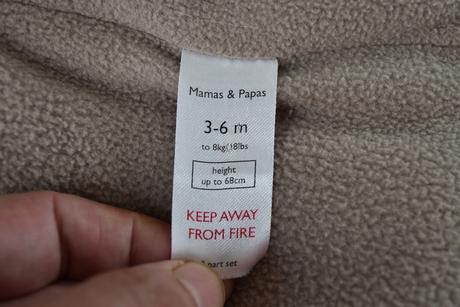 Mamas & Papas
3-6 m
to 8kg(18lbs
height
up to 68cm
KEEP AWAY
FROM FIRE
part set